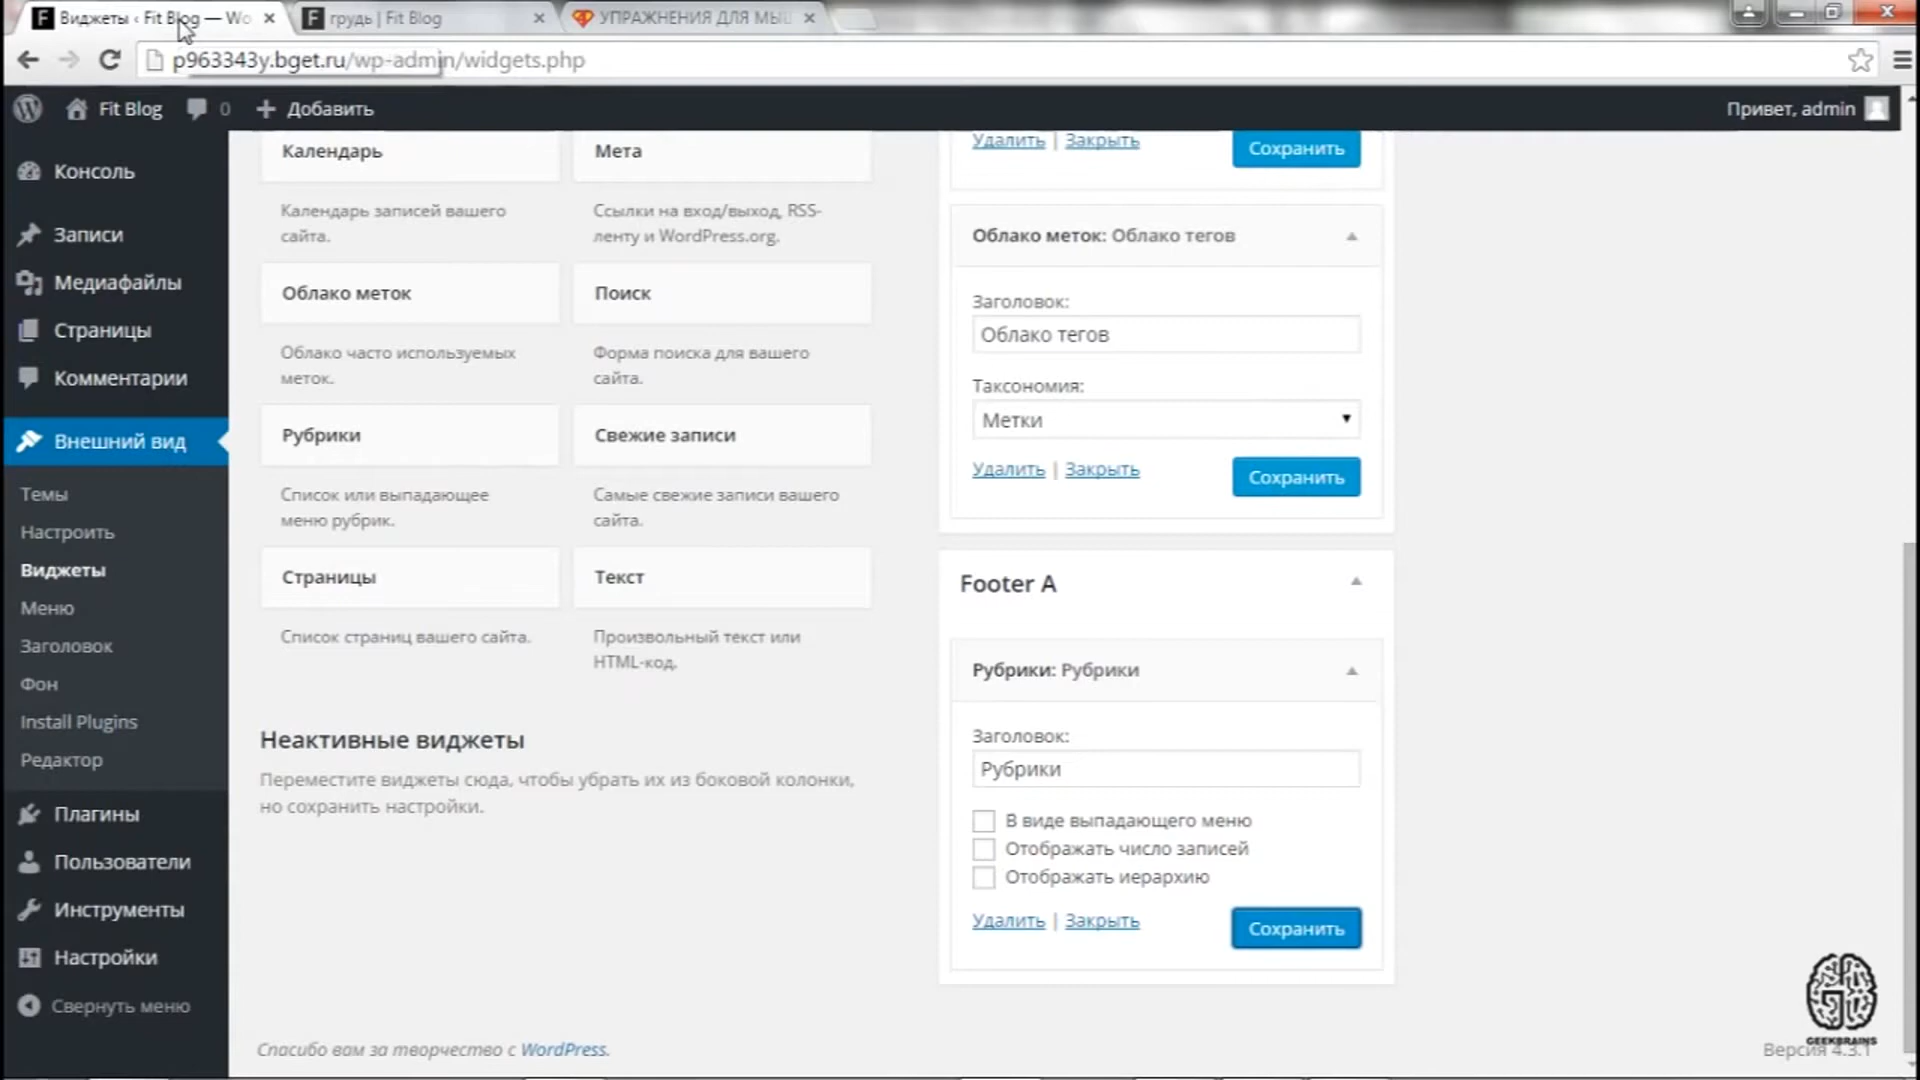 Виджеты ‹ Fit Blog — Wo
грудь | Fit Blog
УПРАЖНЕНИЯ ДЛЯ МЫШ
p963343y.bget.ru/wp-admin/widgets.php
Fit Blog
0
Добавить
Привет, admin
Консоль
Записи
Медиафайлы
Страницы
Комментарии
Внешний вид
Темы
Настроить
Виджеты
Меню
Заголовок
Фон
Install Plugins
Редактор
Плагины
Пользователи
Инструменты
Настройки
Свернуть меню
Календарь
Календарь записей вашего
сайта.
Мета
Ссылки на вход/выход, RSS-
ленту и WordPress.org.
Облако меток
Облако часто используемых
меток.
Поиск
Форма поиска для вашего
сайта.
Рубрики
Список или выпадающее
меню рубрик.
Свежие записи
Самые свежие записи вашего
сайта.
Страницы
Список страниц вашего сайта.
Текст
Произвольный текст или
HTML-код.
Неактивные виджеты
Переместите виджеты сюда, чтобы убрать их из боковой колонки,
но сохранить настройки.
Удалить | Закрыть
Сохранить
Облако меток: Облако тегов
Заголовок:
Облако тегов
Таксономия:
Метки
Удалить | Закрыть
Сохранить
Footer A
Рубрики: Рубрики
Заголовок:
Рубрики
В виде выпадающего меню
Отображать число записей
Отображать иерархию
Удалить | Закрыть
Сохранить
Спасибо вам за творчество с WordPress.
GEEKBRAINS
Версия 4.3.1